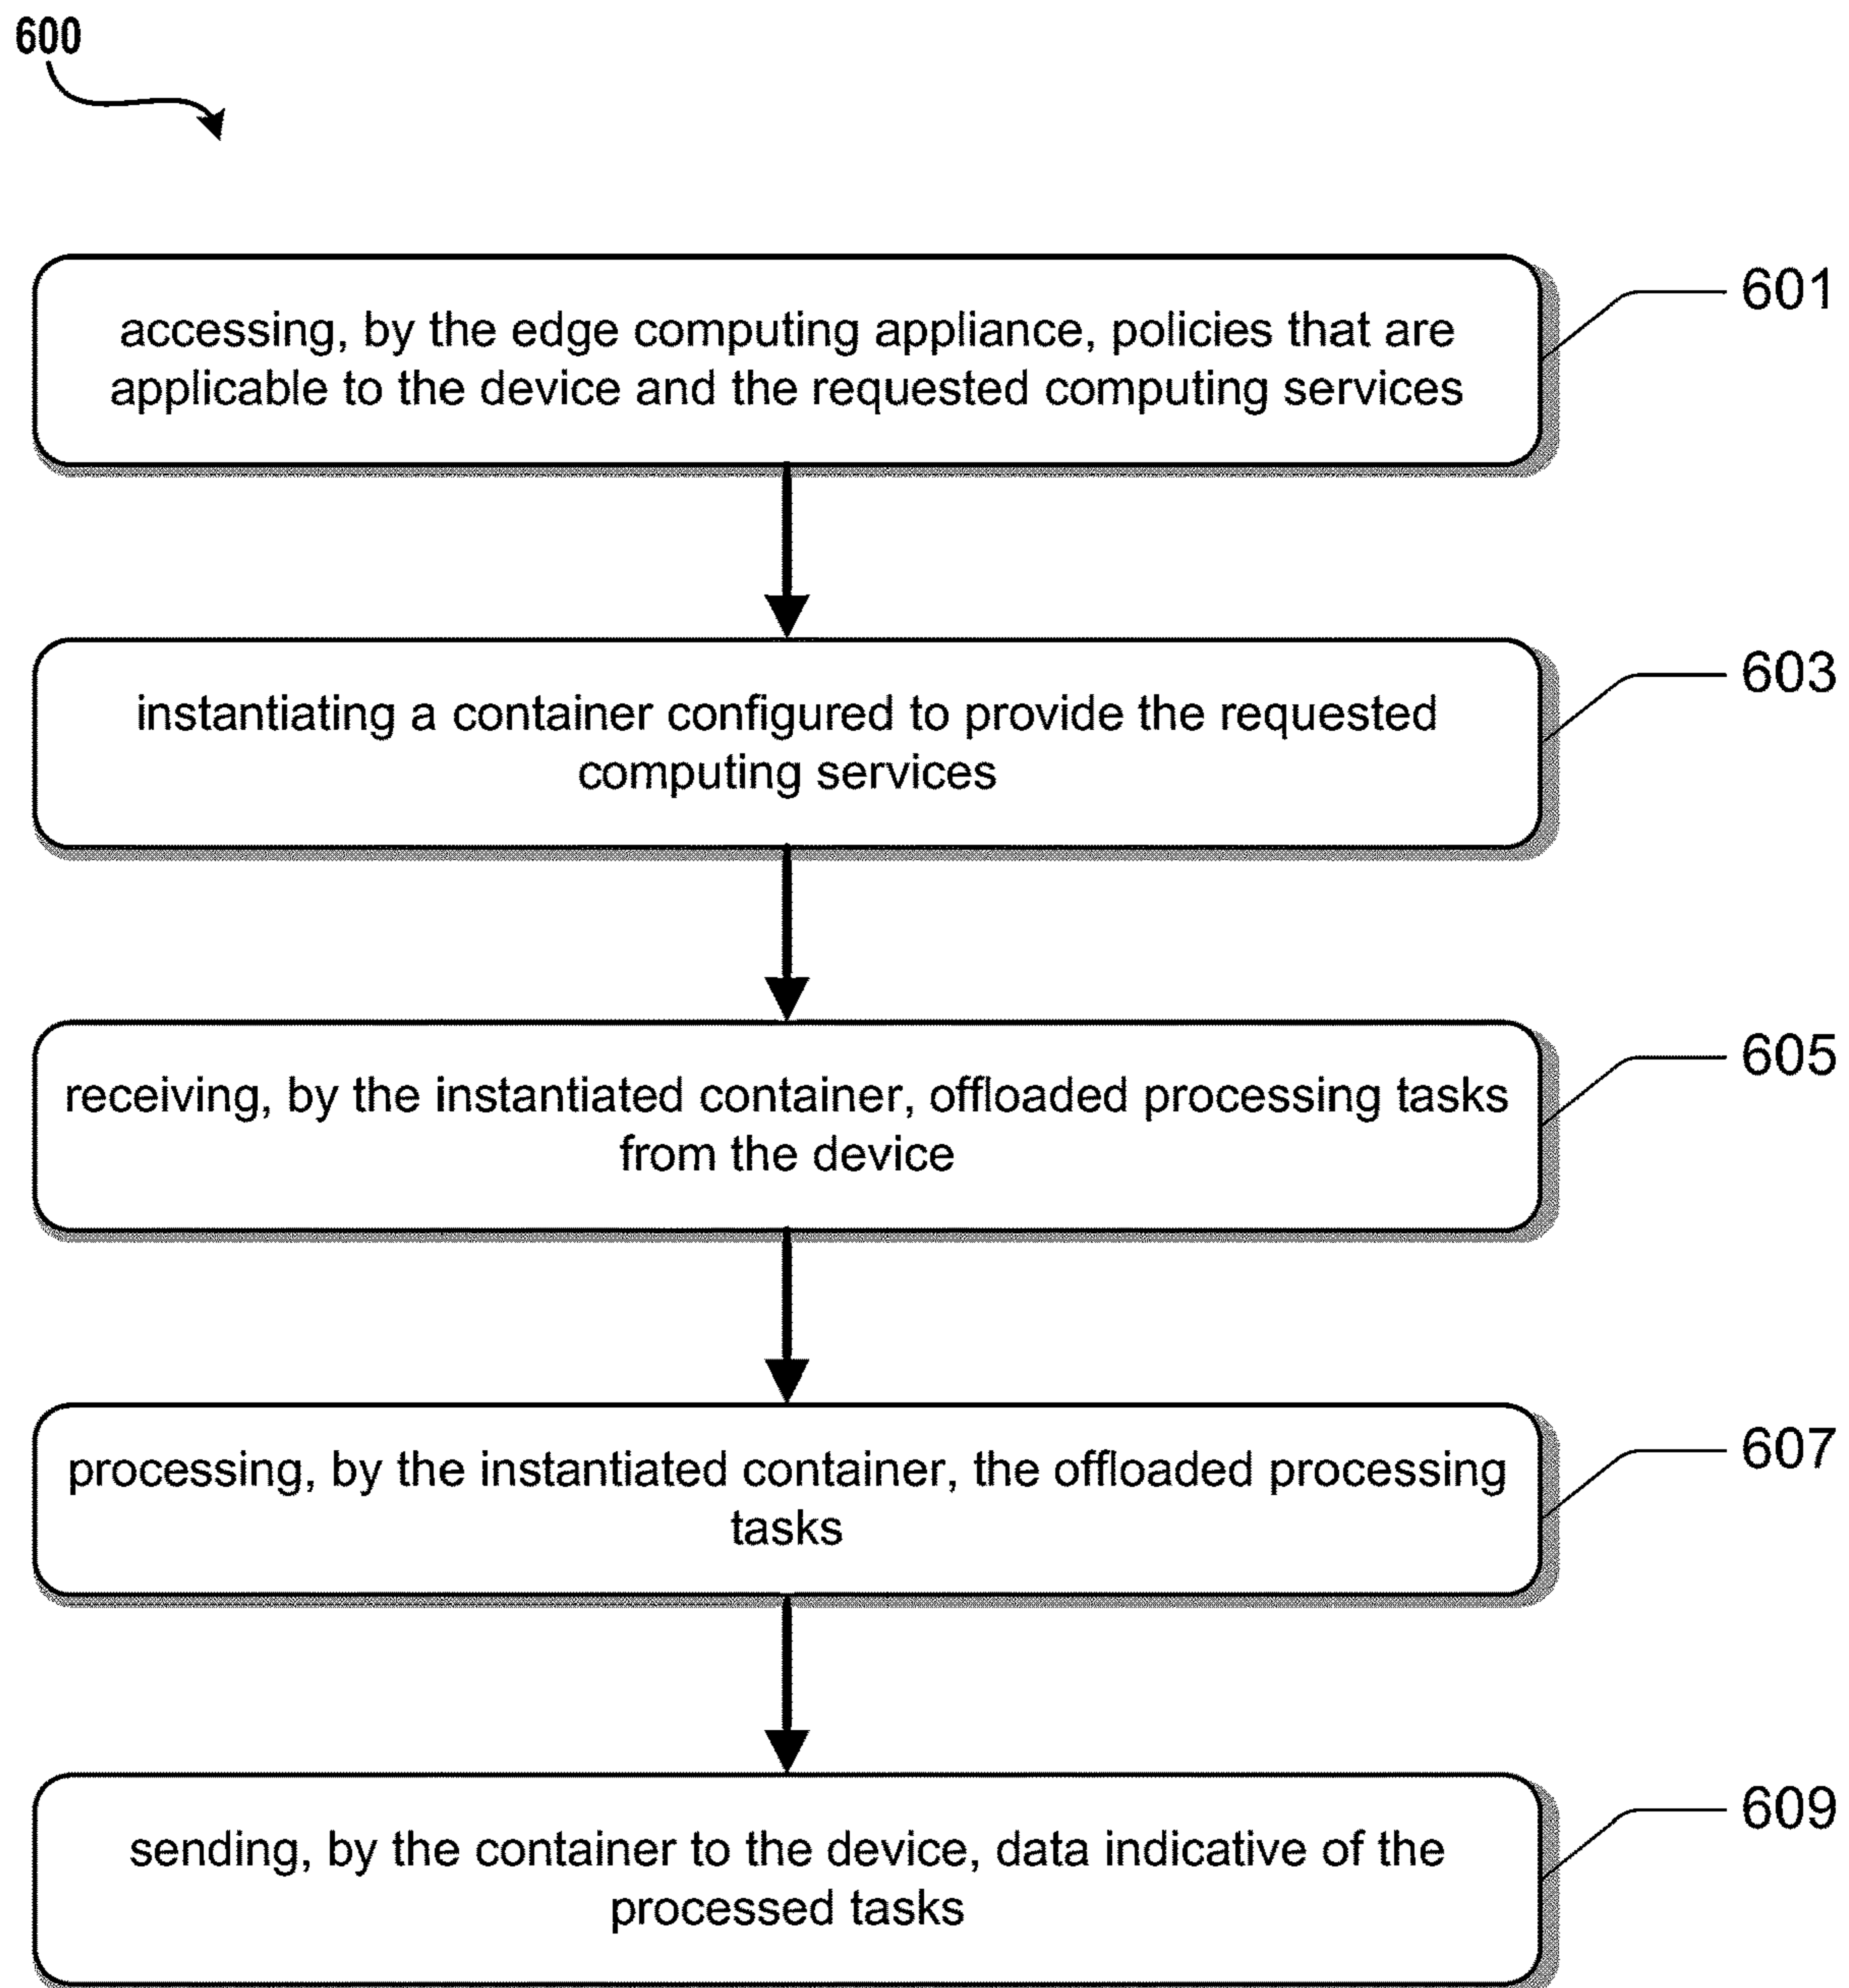 600
accessing, by the edge computing appliance, policies that are
applicable to the device and the requested computing services
601
instantiating a container configured to provide the requested
computing services
603
receiving, by the instantiated container, offloaded processing tasks
from the device
605
processing, by the instantiated container, the offloaded processing
tasks
607
sending, by the container to the device, data indicative of the
processed tasks
609